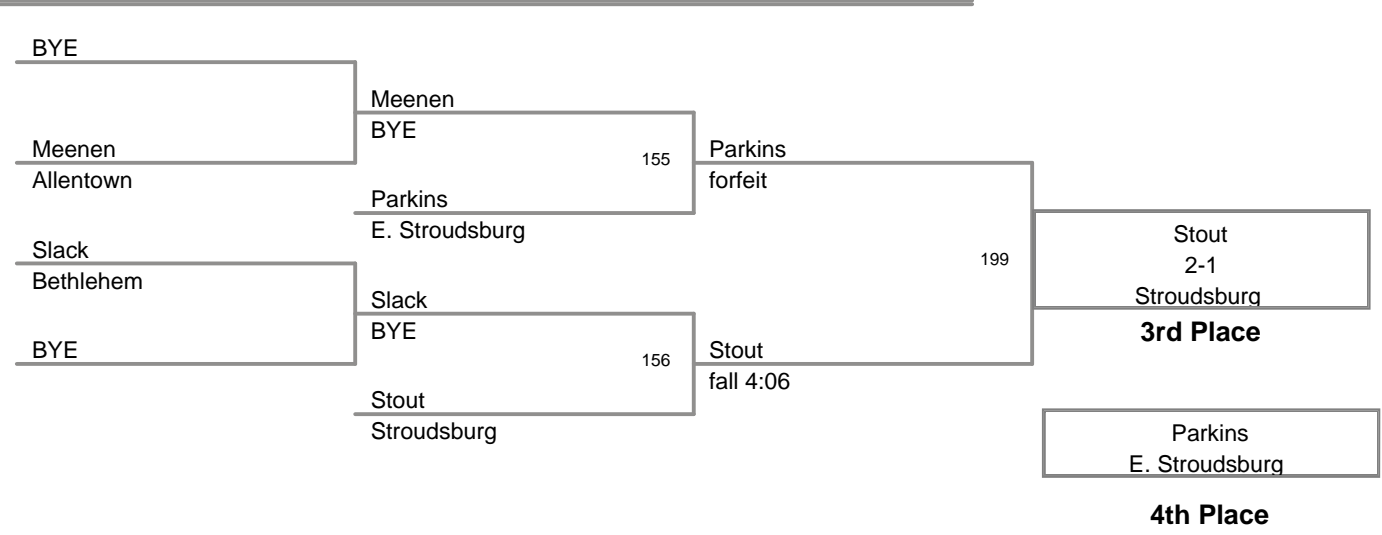 BYE
Meenen
BYE
Meenen
Allentown
155
Parkins
forfeit
Parkins
E. Stroudsburg
Slack
Bethlehem
199
Stout
2-1
Stroudsburg
3rd Place
Slack
BYE
BYE
156
Stout
fall 4:06
Stout
Stroudsburg
Parkins
E. Stroudsburg
4th Place